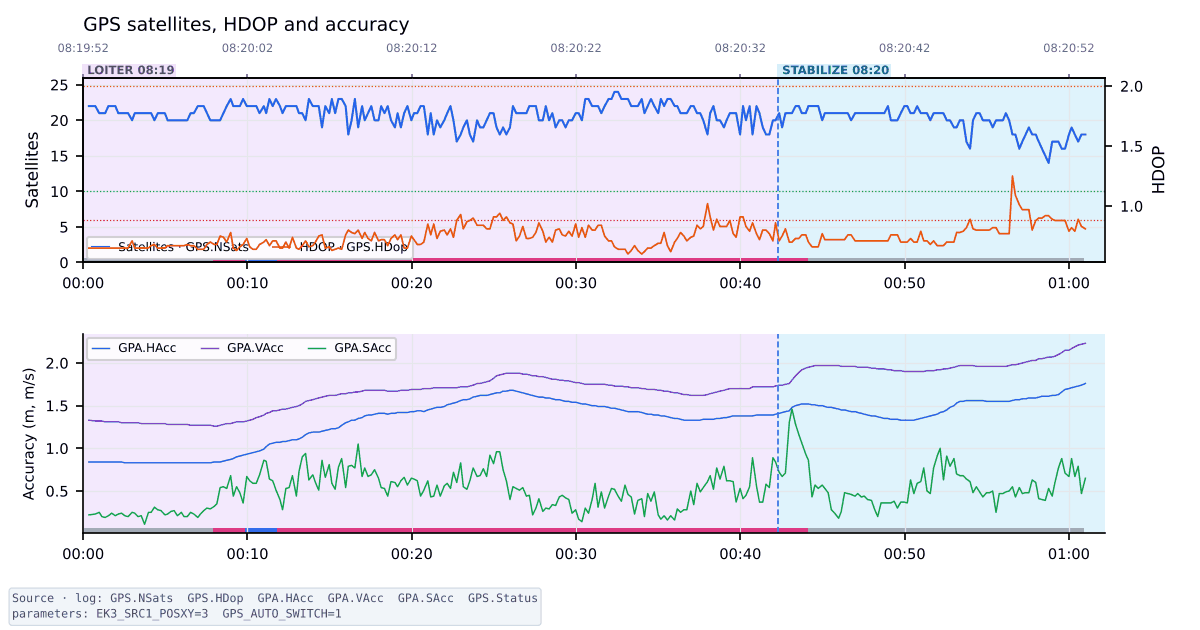 GPS satellites, HDOP and accuracy
08:19:52 08:20:02 08:20:12 08:20:22 08:20:32 08:20:42 08:20:52
LOITER 08:19 STABILIZE 08:20
25
20
15
10
5
0
Satellites
2.0
1.5
1.0
HDOP
Satellites · GPS.NSats HDOP · GPS.HDop
00:00 00:10 00:20 00:30 00:40 00:50 01:00
GPA.HAcc GPA.VAcc GPA.SAcc
2.0
1.5
1.0
0.5
Accuracy (m, m/s)
00:00 00:10 00:20 00:30 00:40 00:50 01:00
Source · log: GPS.NSats GPS.HDop GPA.HAcc GPA.VAcc GPA.SAcc GPS.Status
parameters: EK3_SRC1_POSXY=3 GPS_AUTO_SWITCH=1